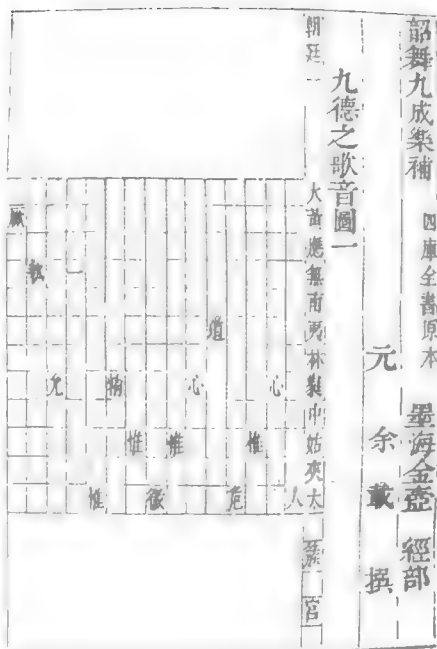 韶舞九成樂補 四庫全書原本 墨海金壺 經部
元 余載 撰
九德之歌音圖一
朝廷一 大黃應無南夷林蕤中姑夾太 簇 宮
人
心
惟
危
道
心
惟
微
惟
精
惟
一
允
執
厥